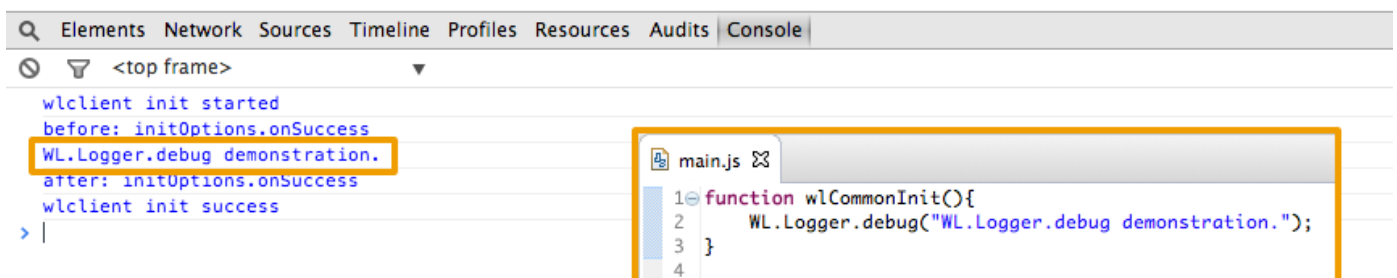 Elements Network Sources Timeline Profiles Resources Audits Console
<top frame> ▼
wlclient init started
before: initOptions.onSuccess
WL.Logger.debug demonstration.
after: initOptions.onSuccess
wlclient init success
>
main.js
1 function wlCommonInit(){
2 WL.Logger.debug("WL.Logger.debug demonstration.");
3 }
4